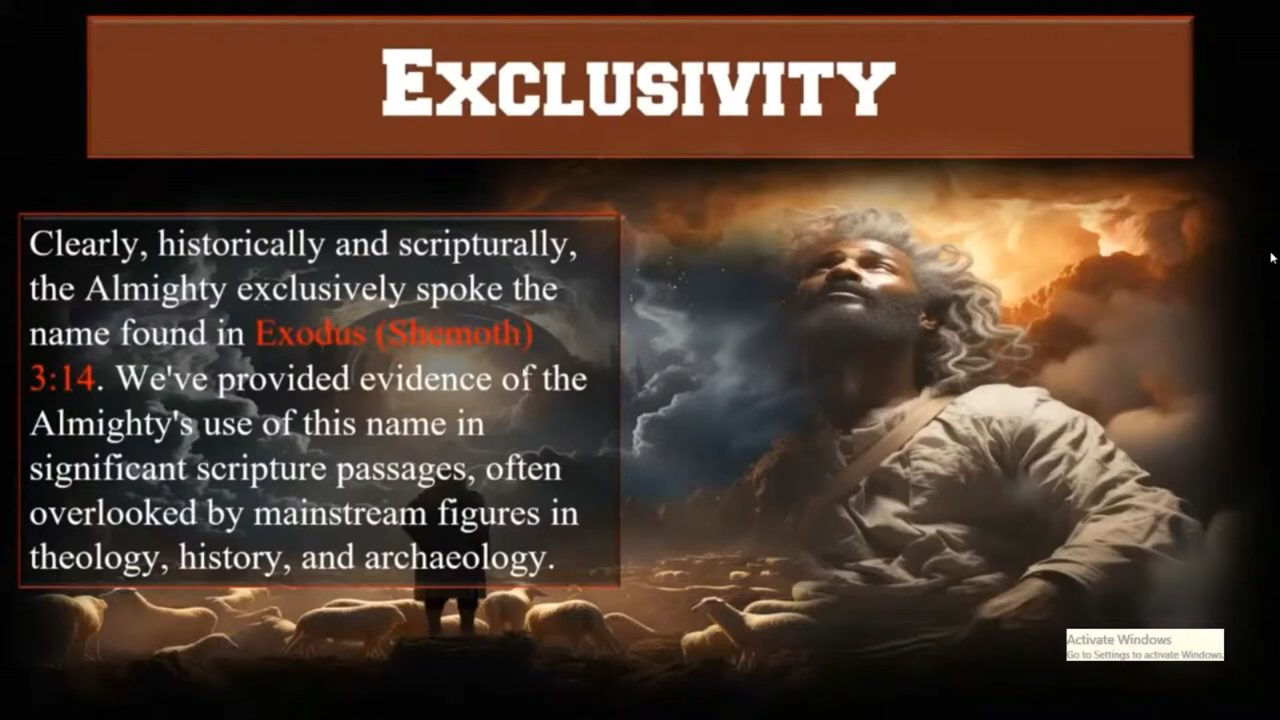 EXCLUSIVITY
Clearly, historically and scripturally,
the Almighty exclusively spoke the
name found in Exodus (Shemoth)
3:14. We've provided evidence of the
Almighty's use of this name in
significant scripture passages, often
overlooked by mainstream figures in
theology, history, and archaeology.
Activate Windows
Go to Settings to activate Windows.